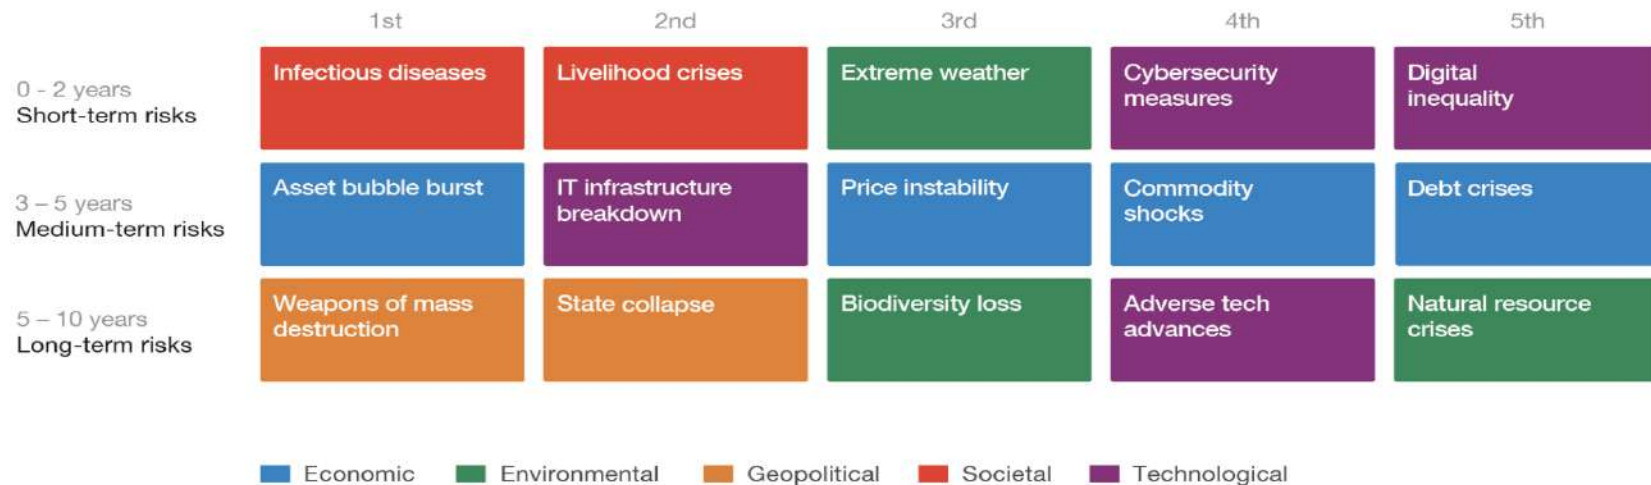 1st 2nd 3rd 4th 5th
0 - 2 years
Short-term risks
Infectious diseases
Livelihood crises
Extreme weather
Cybersecurity
measures
Digital
inequality
3 – 5 years
Medium-term risks
Asset bubble burst
IT infrastructure
breakdown
Price instability
Commodity
shocks
Debt crises
5 – 10 years
Long-term risks
Weapons of mass
destruction
State collapse
Biodiversity loss
Adverse tech
advances
Natural resource
crises
Economic Environmental Geopolitical Societal Technological